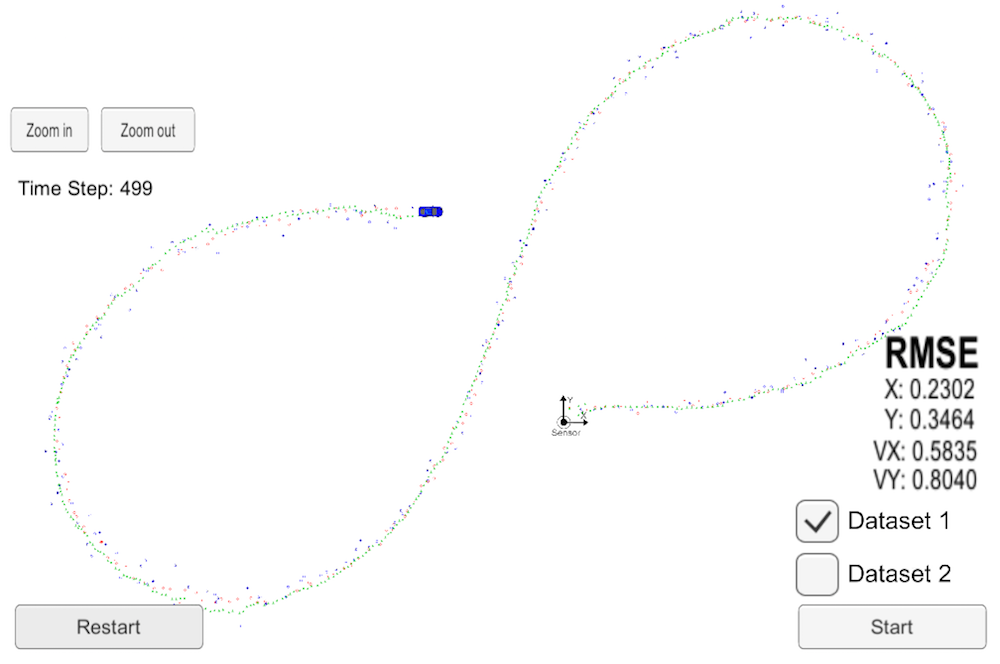 Zoom in
Zoom out
Time Step: 499
RMSE
X: 0.2302
Y: 0.3464
VX: 0.5835
VY: 0.8040
Y
X
Sensor
Dataset 1
Dataset 2
Restart
Start